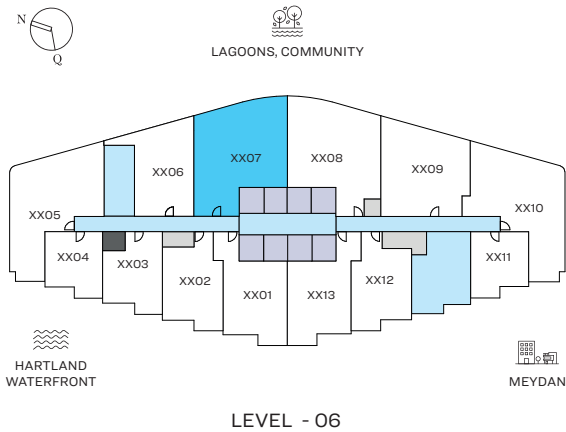 N
Q
LAGOONS, COMMUNITY
XX07
XX08
XX06
XX09
XX05
XX10
XX04
XX03
XX02
XX01
XX13
XX12
XX11
HARTLAND
WATERFRONT
MEYDAN
LEVEL - 06